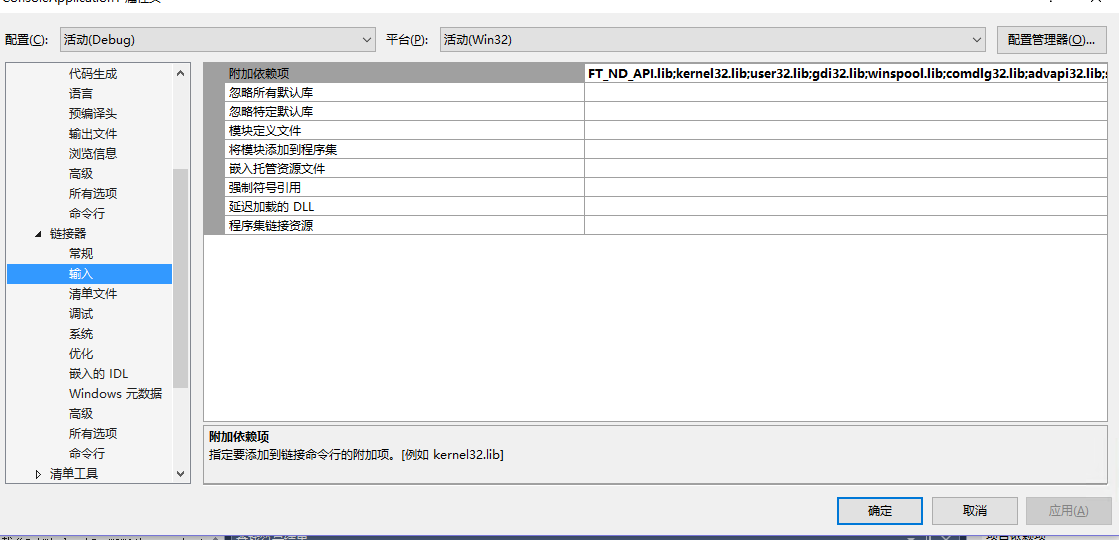 配置(C):
活动(Debug)
平台(P):
活动(Win32)
配置管理器(O)...
代码生成
语言
预编译头
输出文件
浏览信息
高级
所有选项
命令行
链接器
常规
输入
清单文件
调试
系统
优化
嵌入的 IDL
Windows 元数据
高级
所有选项
命令行
清单工具
附加依赖项
FT_ND_API.lib;kernel32.lib;user32.lib;gdi32.lib;winspool.lib;comdlg32.lib;advapi32.lib;
忽略所有默认库
忽略特定默认库
模块定义文件
将模块添加到程序集
嵌入托管资源文件
强制符号引用
延迟加载的 DLL
程序集链接资源
附加依赖项
指定要添加到链接命令行的附加项。[例如 kernel32.lib]
确定
取消
应用(A)